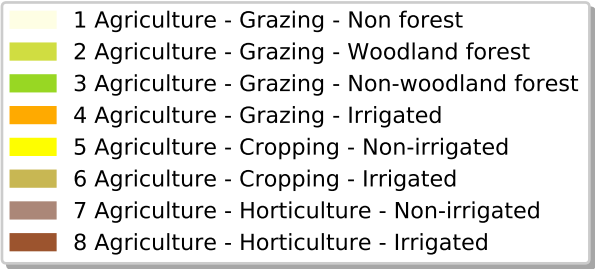 1 Agriculture - Grazing - Non forest
2 Agriculture - Grazing - Woodland forest
3 Agriculture - Grazing - Non-woodland forest
4 Agriculture - Grazing - Irrigated
5 Agriculture - Cropping - Non-irrigated
6 Agriculture - Cropping - Irrigated
7 Agriculture - Horticulture - Non-irrigated
8 Agriculture - Horticulture - Irrigated